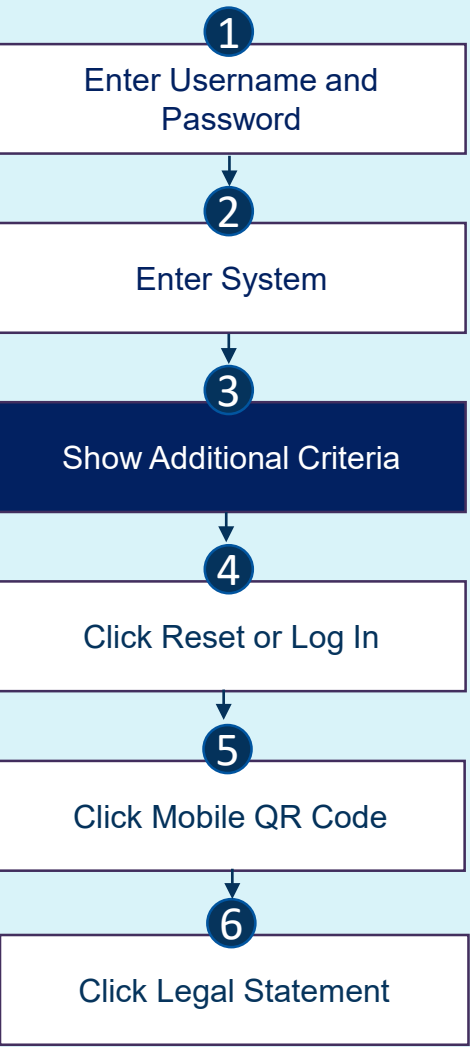 1
Enter Username and
Password
2
Enter System
3
Show Additional Criteria
4
Click Reset or Log In
5
Click Mobile QR Code
6
Click Legal Statement